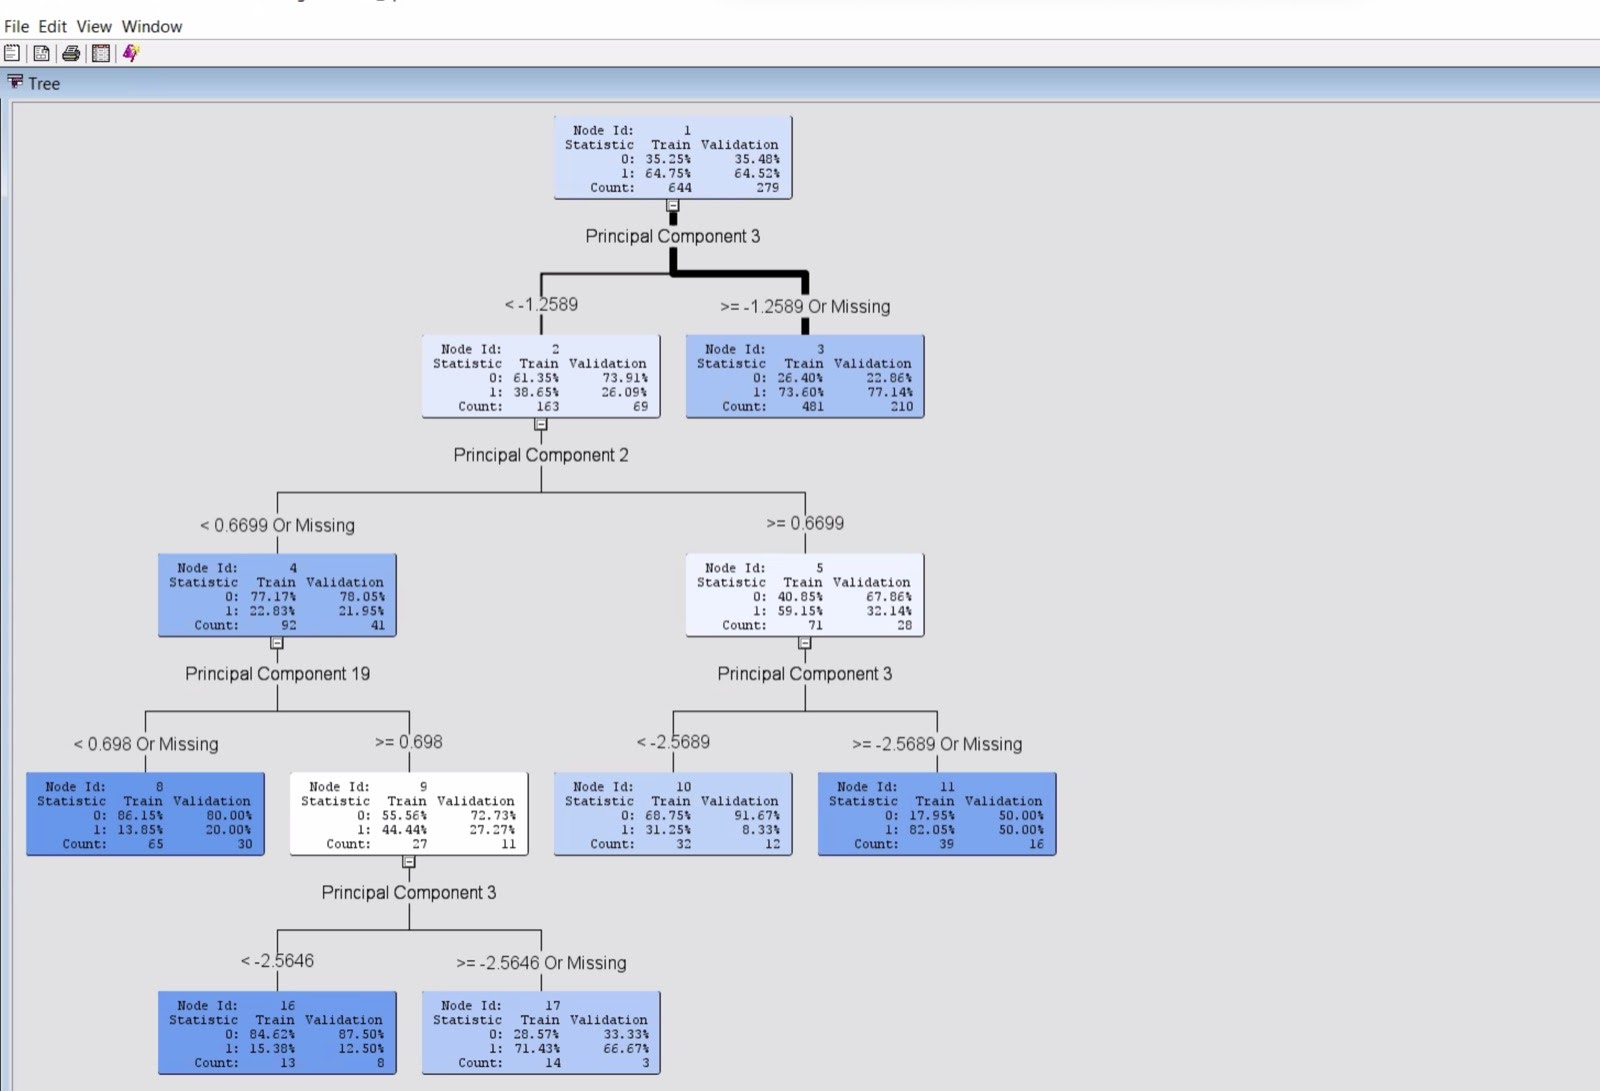 File Edit View Window
Tree
Node Id: 1
Statistic Train Validation
0: 35.25% 35.48%
1: 64.75% 64.52%
Count: 644 279
Principal Component 3
< -1.2589
>= -1.2589 Or Missing
Node Id: 2
Statistic Train Validation
0: 61.35% 73.91%
1: 38.65% 26.09%
Count: 163 69
Node Id: 3
Statistic Train Validation
0: 26.40% 22.86%
1: 73.60% 77.14%
Count: 481 210
Principal Component 2
< 0.6699 Or Missing
>= 0.6699
Node Id: 4
Statistic Train Validation
0: 77.17% 78.05%
1: 22.83% 21.95%
Count: 92 41
Node Id: 5
Statistic Train Validation
0: 40.85% 67.86%
1: 59.15% 32.14%
Count: 71 28
Principal Component 19
Principal Component 3
< 0.698 Or Missing
>= 0.698
< -2.5689
>= -2.5689 Or Missing
Node Id: 8
Statistic Train Validation
0: 86.15% 80.00%
1: 13.85% 20.00%
Count: 65 30
Node Id: 9
Statistic Train Validation
0: 55.56% 72.73%
1: 44.44% 27.27%
Count: 27 11
Node Id: 10
Statistic Train Validation
0: 68.75% 91.67%
1: 31.25% 8.33%
Count: 32 12
Node Id: 11
Statistic Train Validation
0: 17.95% 50.00%
1: 82.05% 50.00%
Count: 39 16
Principal Component 3
< -2.5646
>= -2.5646 Or Missing
Node Id: 16
Statistic Train Validation
0: 84.62% 87.50%
1: 15.38% 12.50%
Count: 13 8
Node Id: 17
Statistic Train Validation
0: 28.57% 33.33%
1: 71.43% 66.67%
Count: 14 3